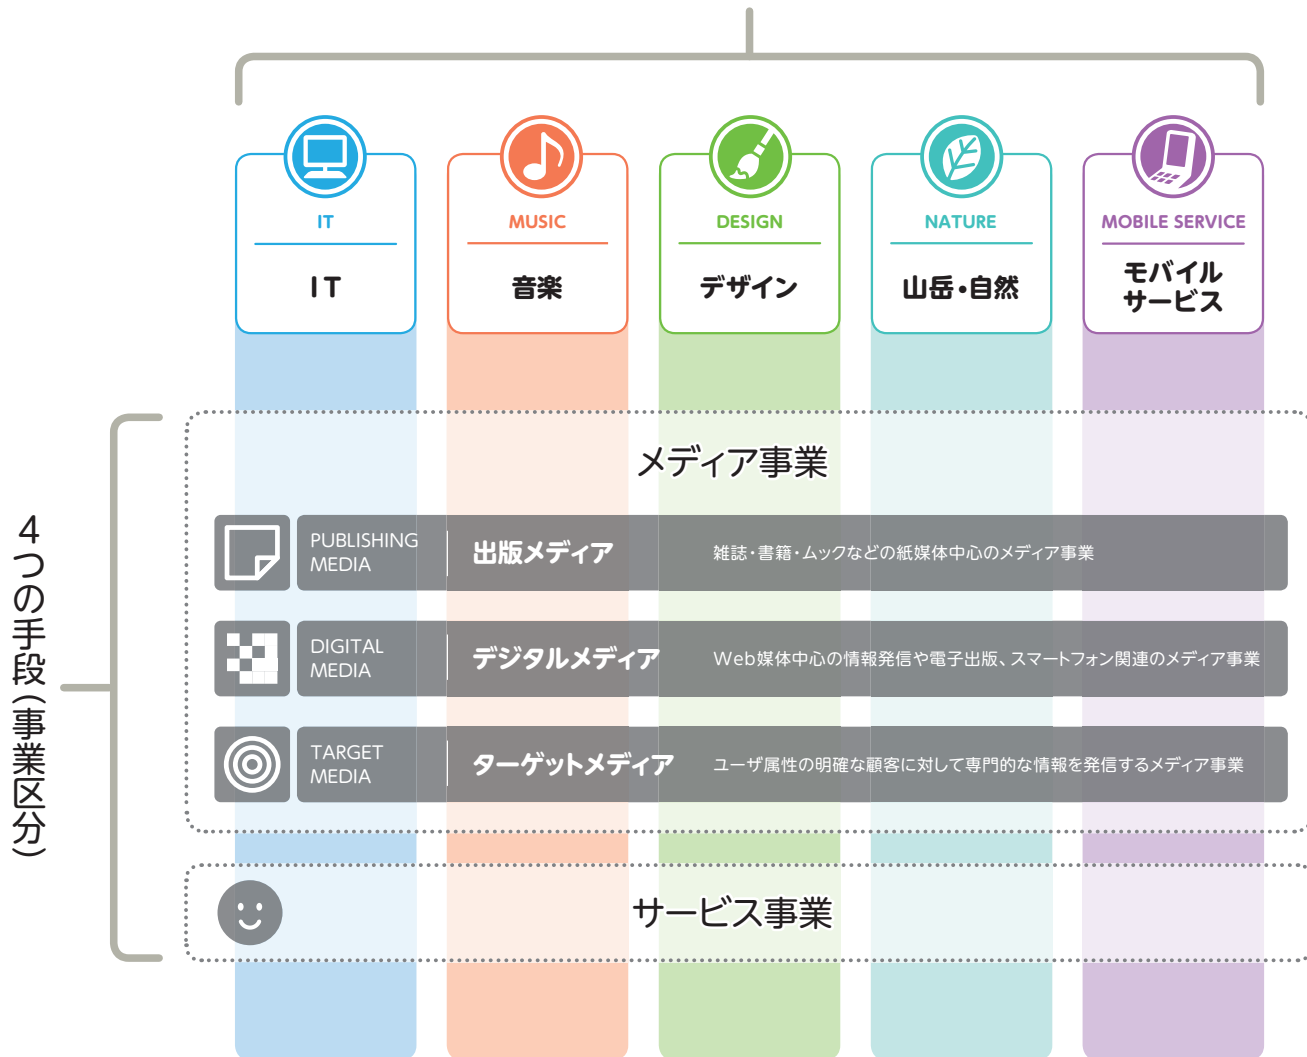 IT
IT
MUSIC
音楽
DESIGN
デザイン
NATURE
山岳・自然
MOBILE SERVICE
モバイル
サービス
4つの手段(事業区分)
メディア事業
PUBLISHING
MEDIA
出版メディア
雑誌・書籍・ムックなどの紙媒体中心のメディア事業
DIGITAL
MEDIA
デジタルメディア
Web媒体中心の情報発信や電子出版、スマートフォン関連のメディア事業
TARGET
MEDIA
ターゲットメディア
ユーザ属性の明確な顧客に対して専門的な情報を発信するメディア事業
サービス事業